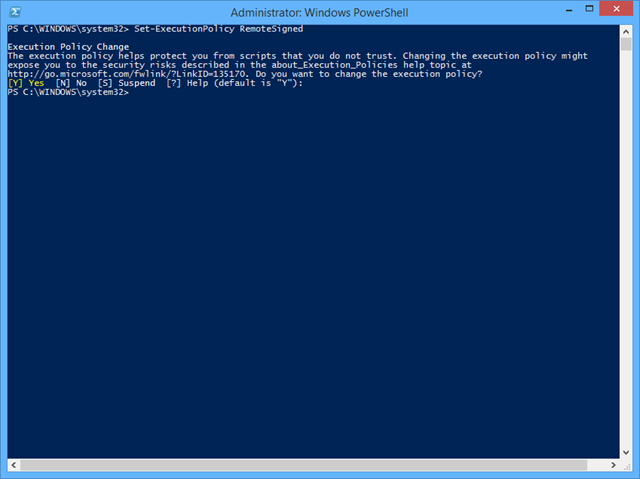 Administrator: Windows PowerShell
PS C:\WINDOWS\system32> Set-ExecutionPolicy RemoteSigned
Execution Policy Change
The execution policy helps protect you from scripts that you do not trust. Changing the execution policy might
expose you to the security risks described in the about_Execution_Policies help topic at
http://go.microsoft.com/fwlink/?LinkID=135170. Do you want to change the execution policy?
[Y] Yes  [N] No  [S] Suspend  [?] Help (default is "Y"):
PS C:\WINDOWS\system32>